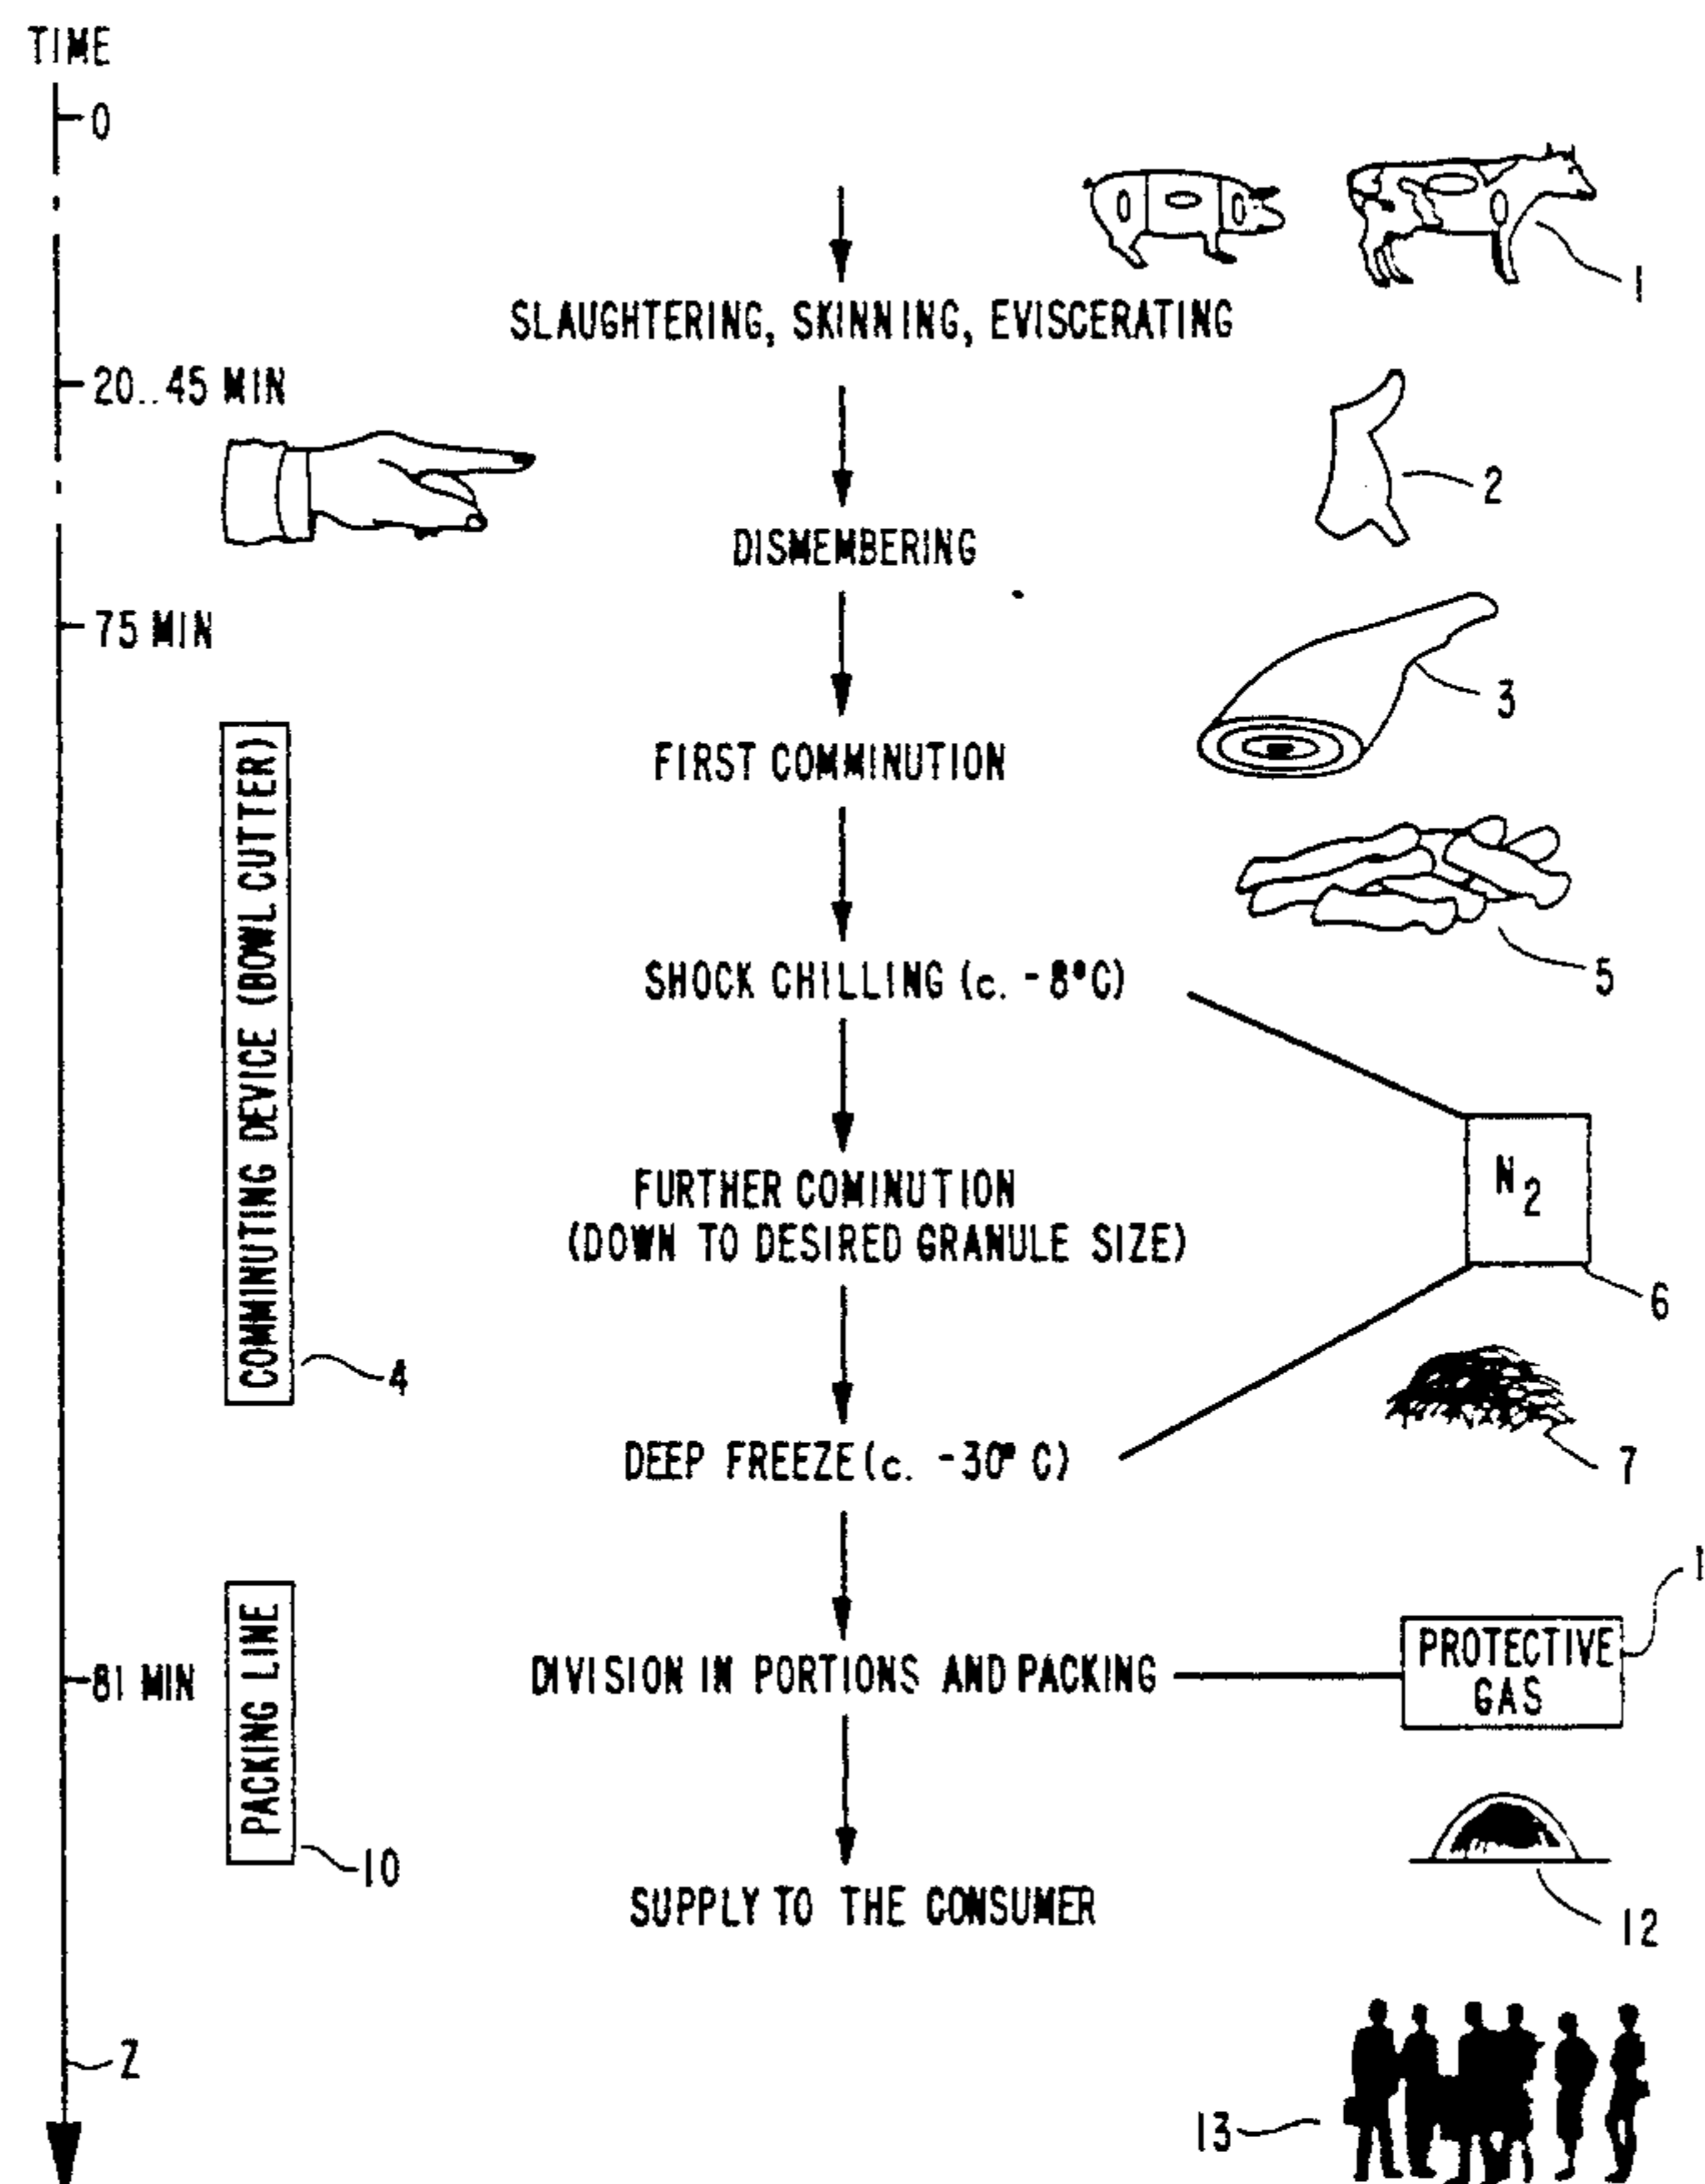 TIME
0
1
SLAUGHTERING, SKINNING, EVISCERATING
20..45 MIN
2
DISMEMBERING
75 MIN
3
FIRST COMMINUTION
COMMINUTING DEVICE (BOWL CUTTER)
5
SHOCK CHILLING (c. -8°C)
N2
FURTHER COMINUTION
(DOWN TO DESIRED GRANULE SIZE)
6
4
DEEP FREEZE (c. -30° C)
7
1
PACKING LINE
PROTECTIVE
GAS
DIVISION IN PORTIONS AND PACKING
81 MIN
10
SUPPLY TO THE CONSUMER
12
Z
13